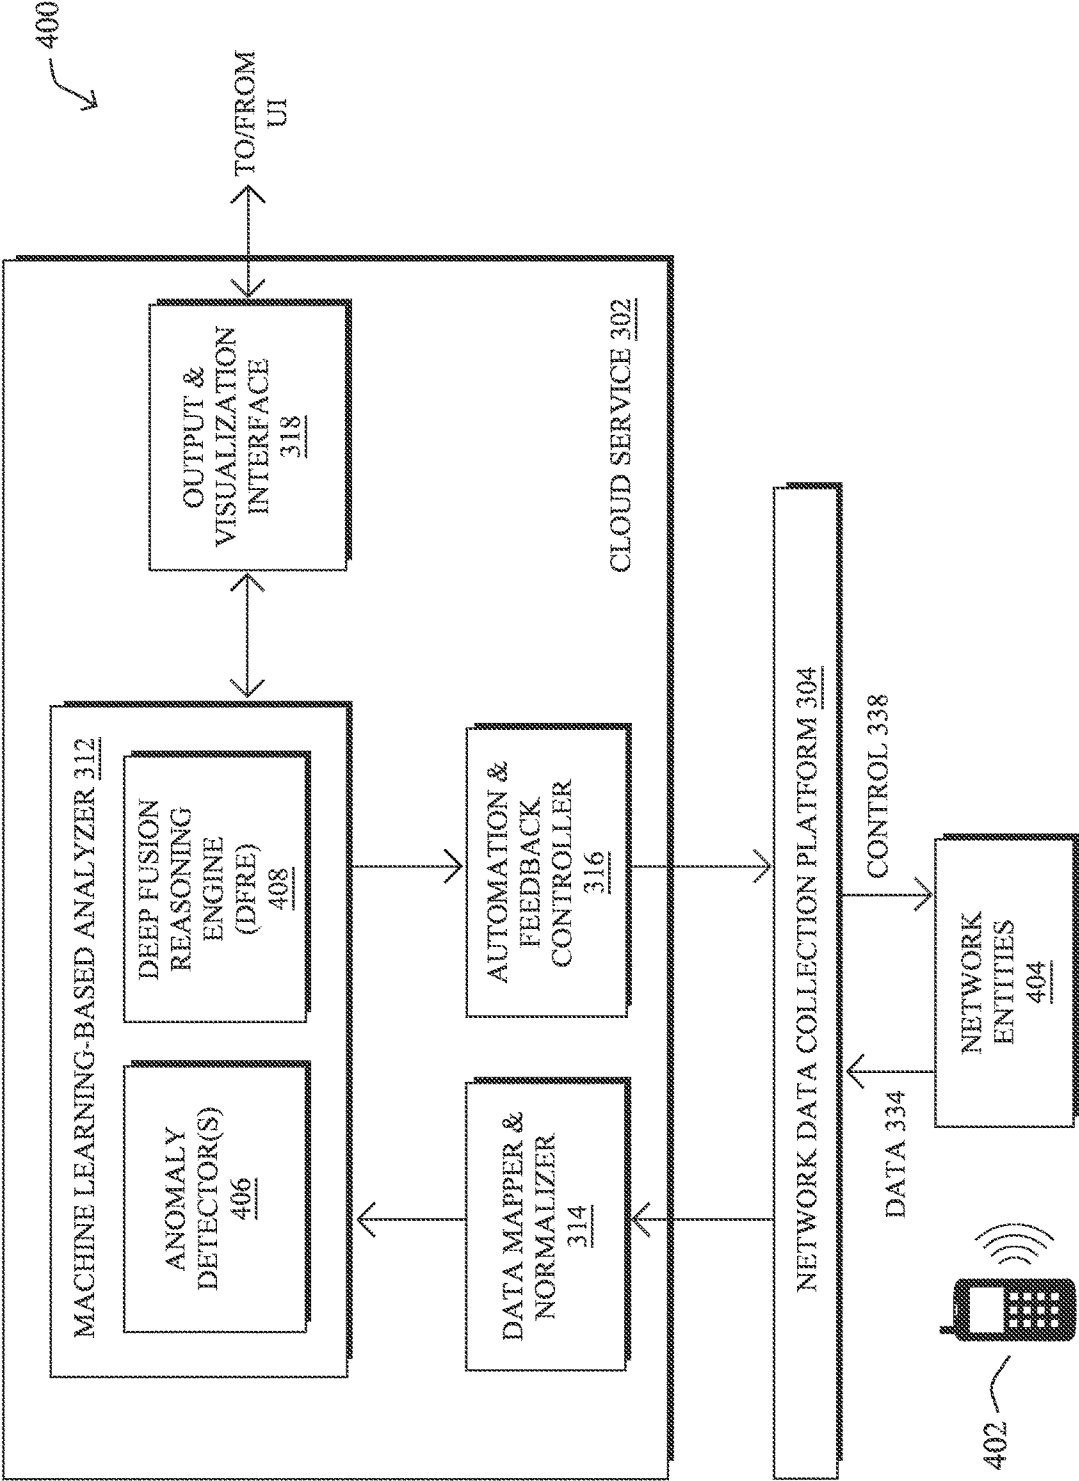 400
TO/FROM
UI
MACHINE LEARNING-BASED ANALYZER 312
ANOMALY
DETECTOR(S)
406
DEEP FUSION
REASONING
ENGINE
(DFRE)
408
OUTPUT &
VISUALIZATION
INTERFACE
318
DATA MAPPER &
NORMALIZER
314
AUTOMATION &
FEEDBACK
CONTROLLER
316
CLOUD SERVICE 302
NETWORK DATA COLLECTION PLATFORM 304
DATA 334
CONTROL 338
402
NETWORK
ENTITIES
404